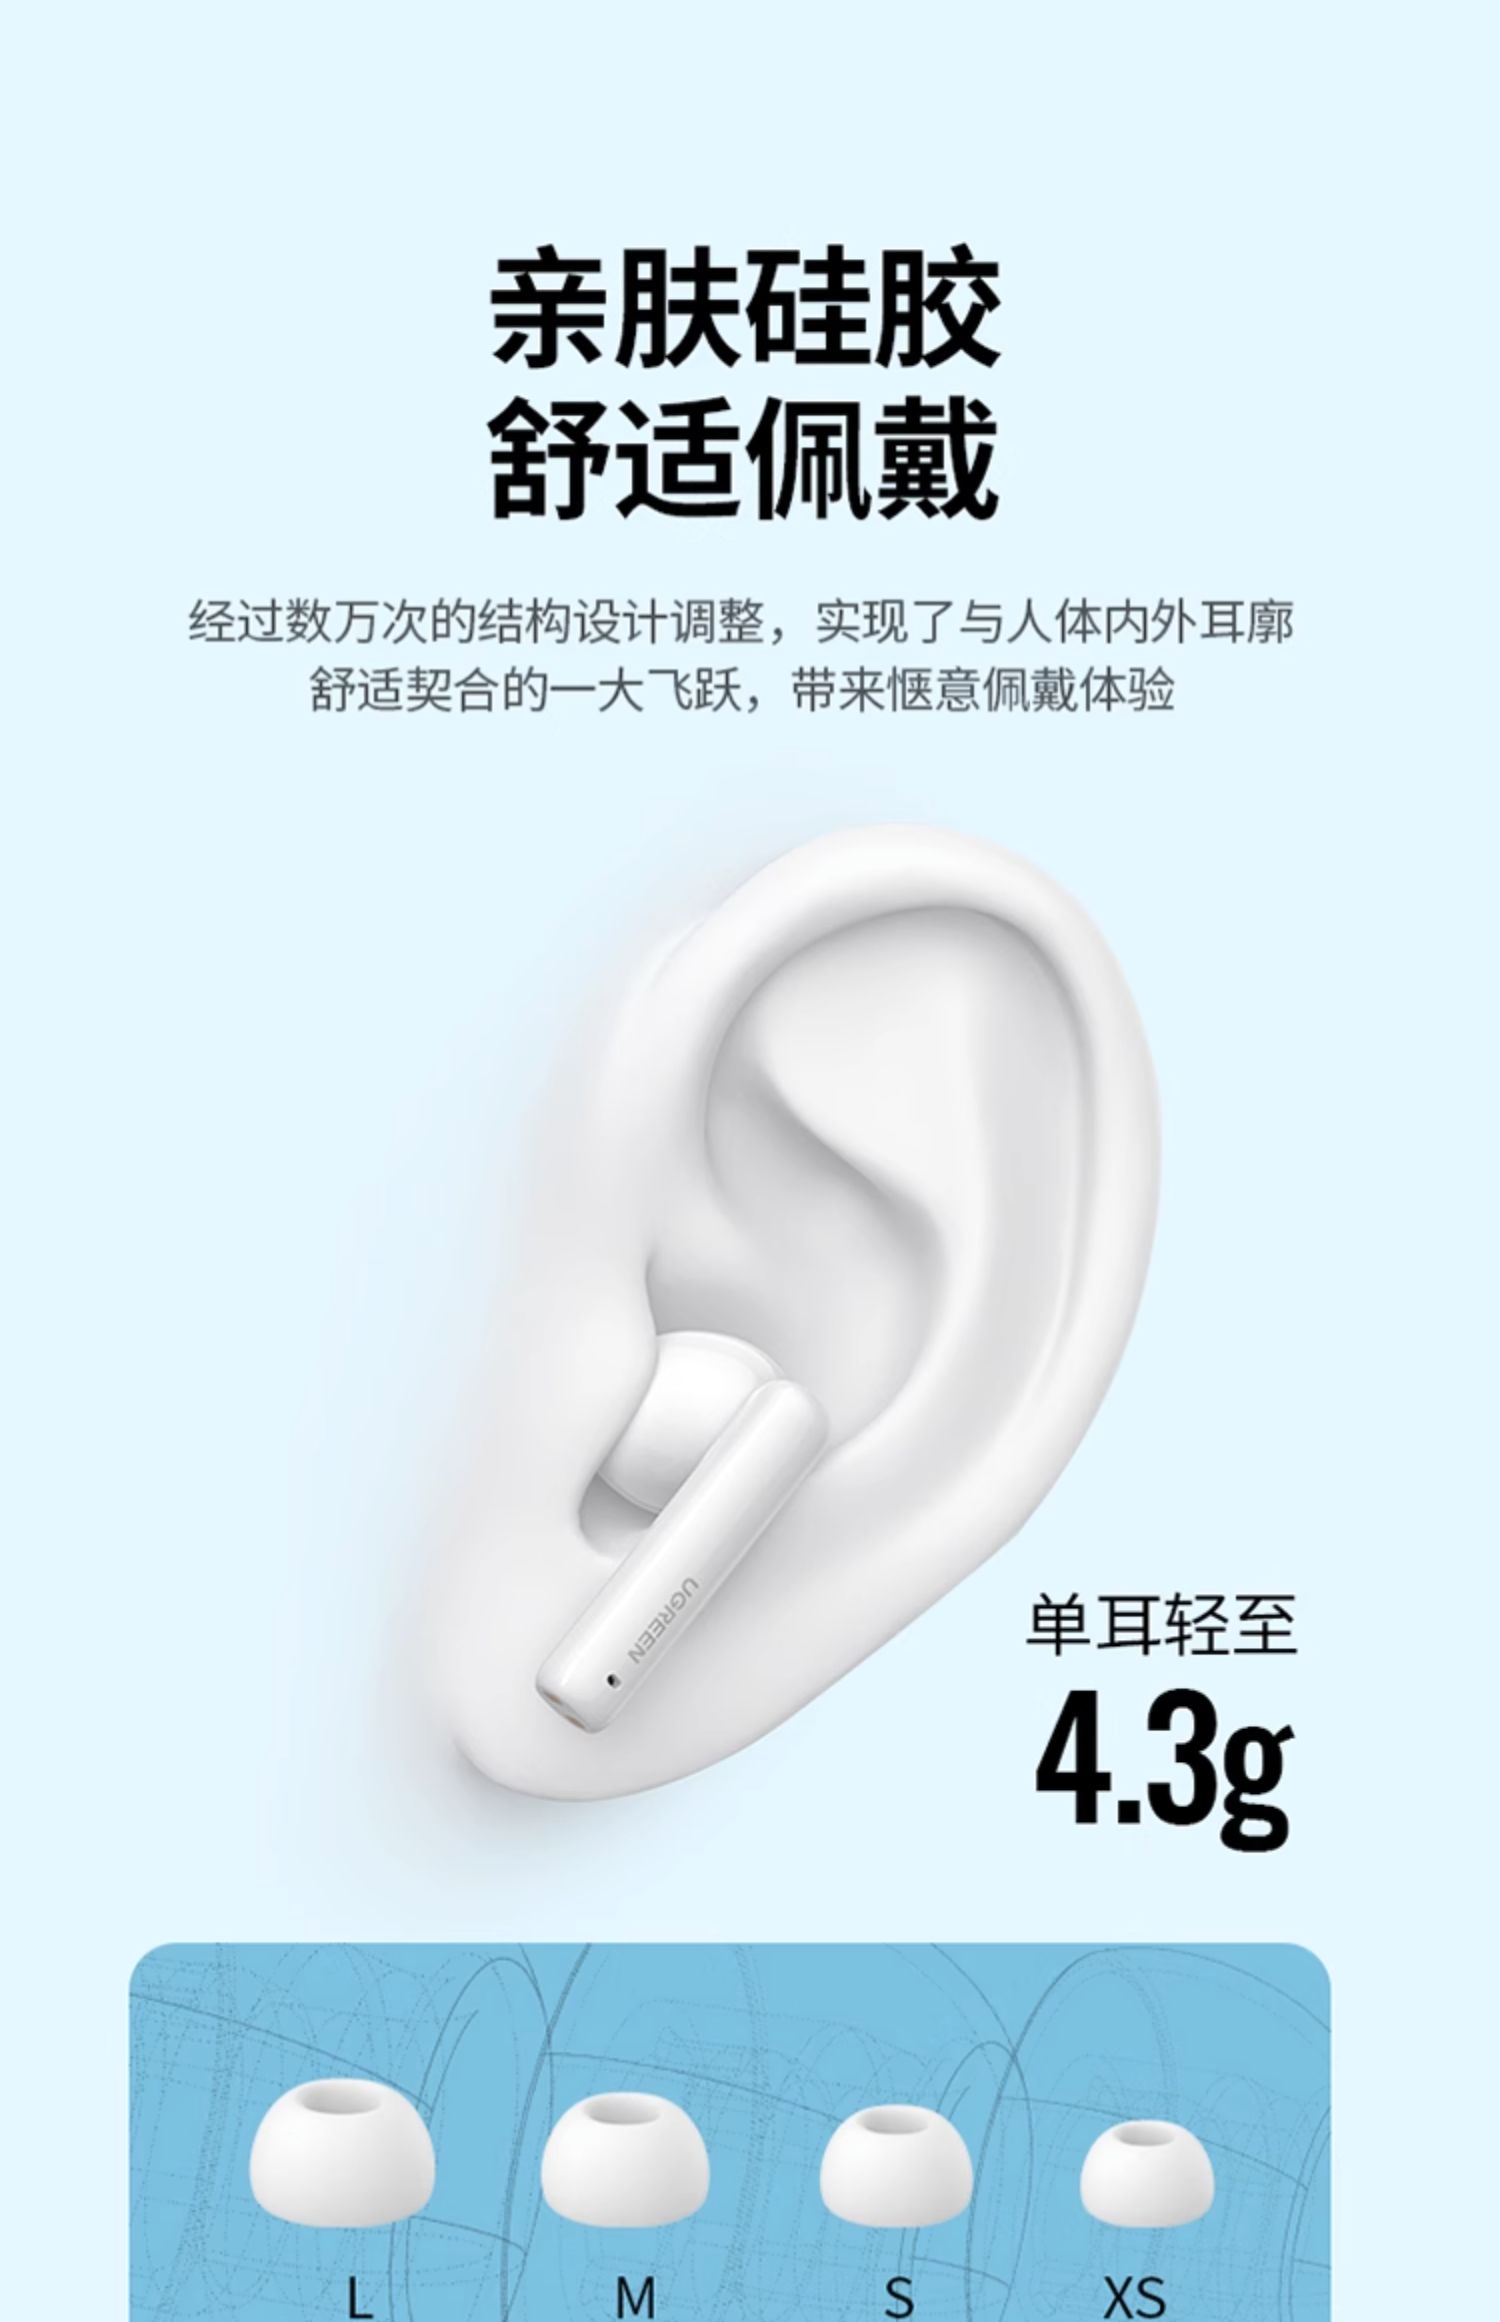 亲肤硅胶
舒适佩戴
经过数万次的结构设计调整，实现了与人体内外耳廓
舒适契合的一大飞跃，带来惬意佩戴体验
UGREEN
单耳轻至
4.3g
L M S XS